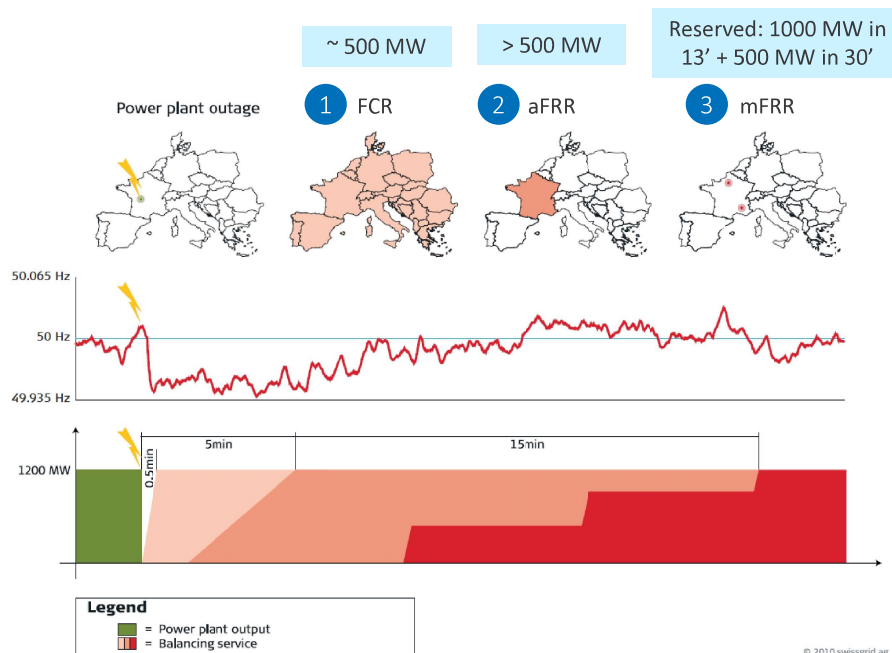 ~ 500 MW
> 500 MW
Reserved: 1000 MW in
13’ + 500 MW in 30’
Power plant outage
1 FCR
2 aFRR
3 mFRR
50.065 Hz
50 Hz
49.935 Hz
5min
15min
0.5min
1200 MW
Legend
= Power plant output
= Balancing service
© 2010 swissgrid ag